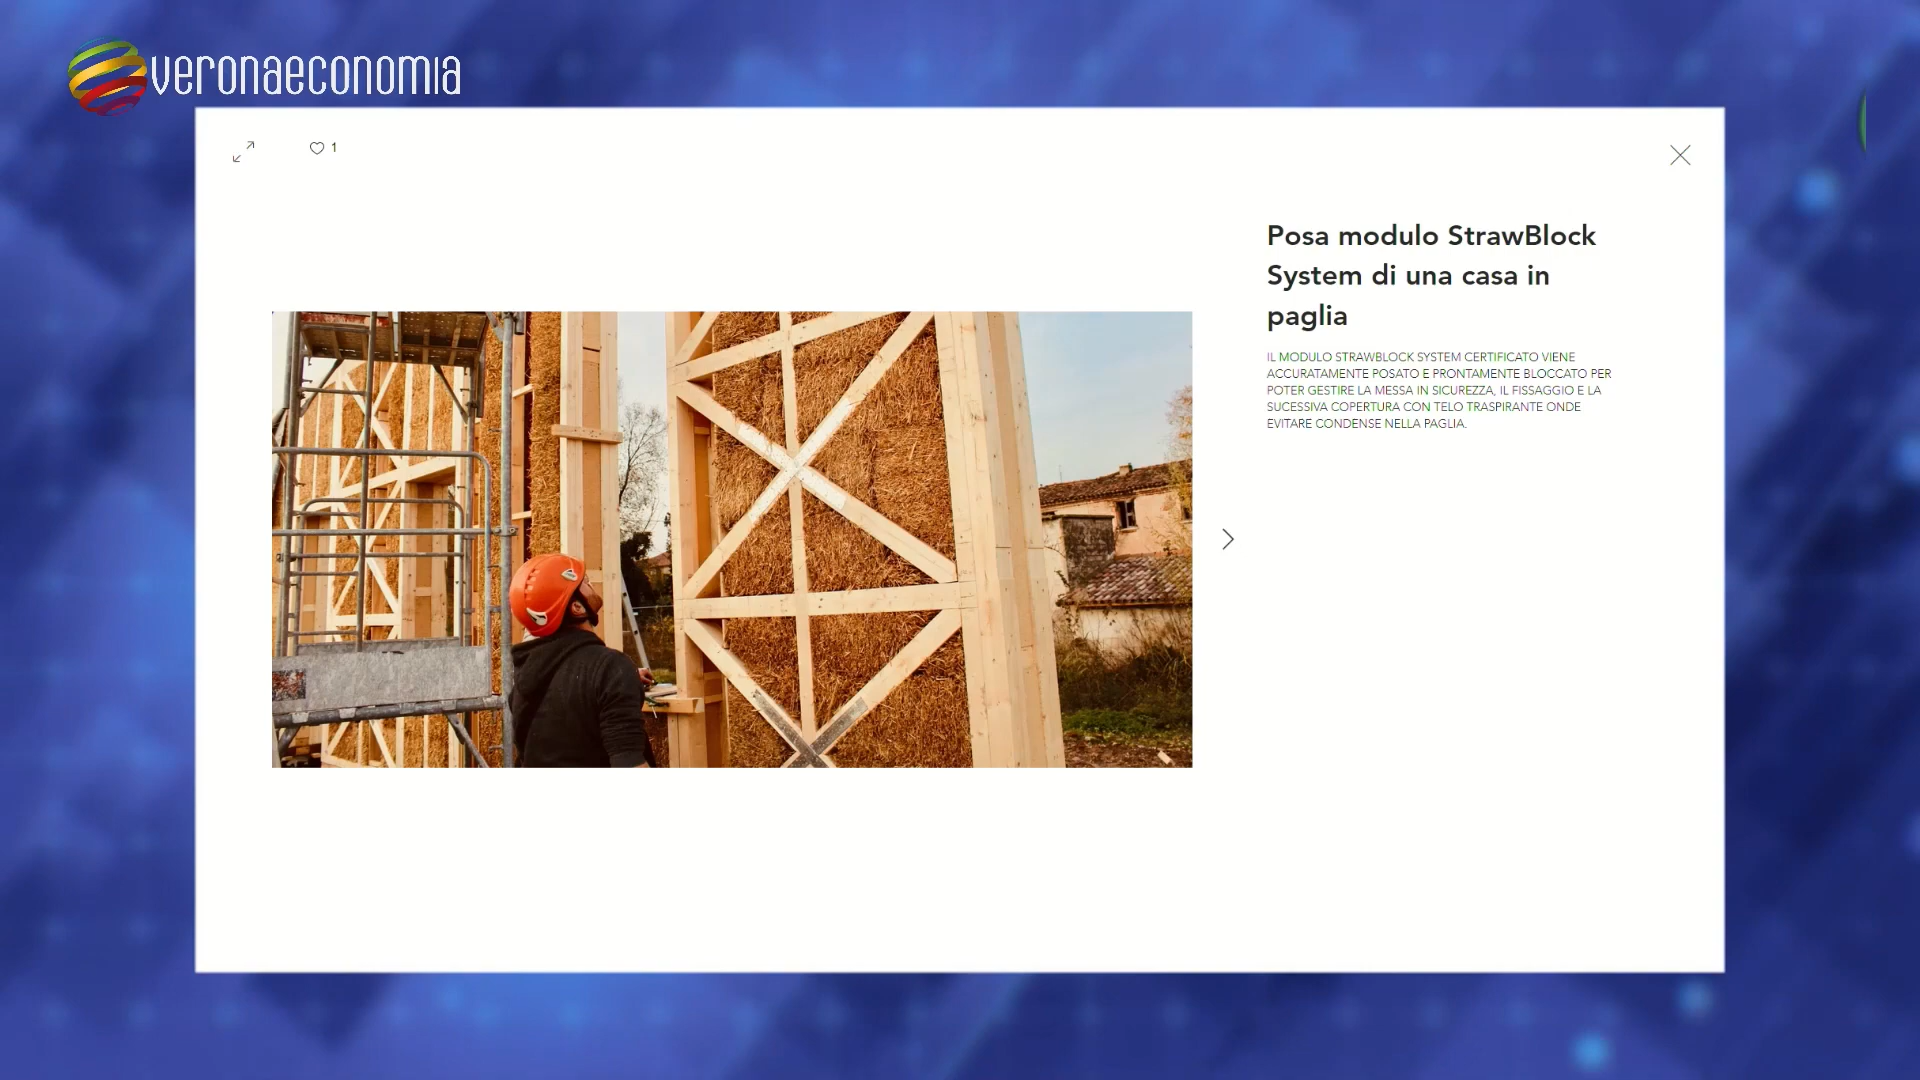 veronaeconomia
1
Posa modulo StrawBlock
System di una casa in
paglia
IL MODULO STRAWBLOCK SYSTEM CERTIFICATO VIENE
ACCURATAMENTE POSATO E PRONTAMENTE BLOCCATO PER
POTER GESTIRE LA MESSA IN SICUREZZA, IL FISSAGGIO E LA
SUCESSIVA COPERTURA CON TELO TRASPIRANTE ONDE
EVITARE CONDENSE NELLA PAGLIA.